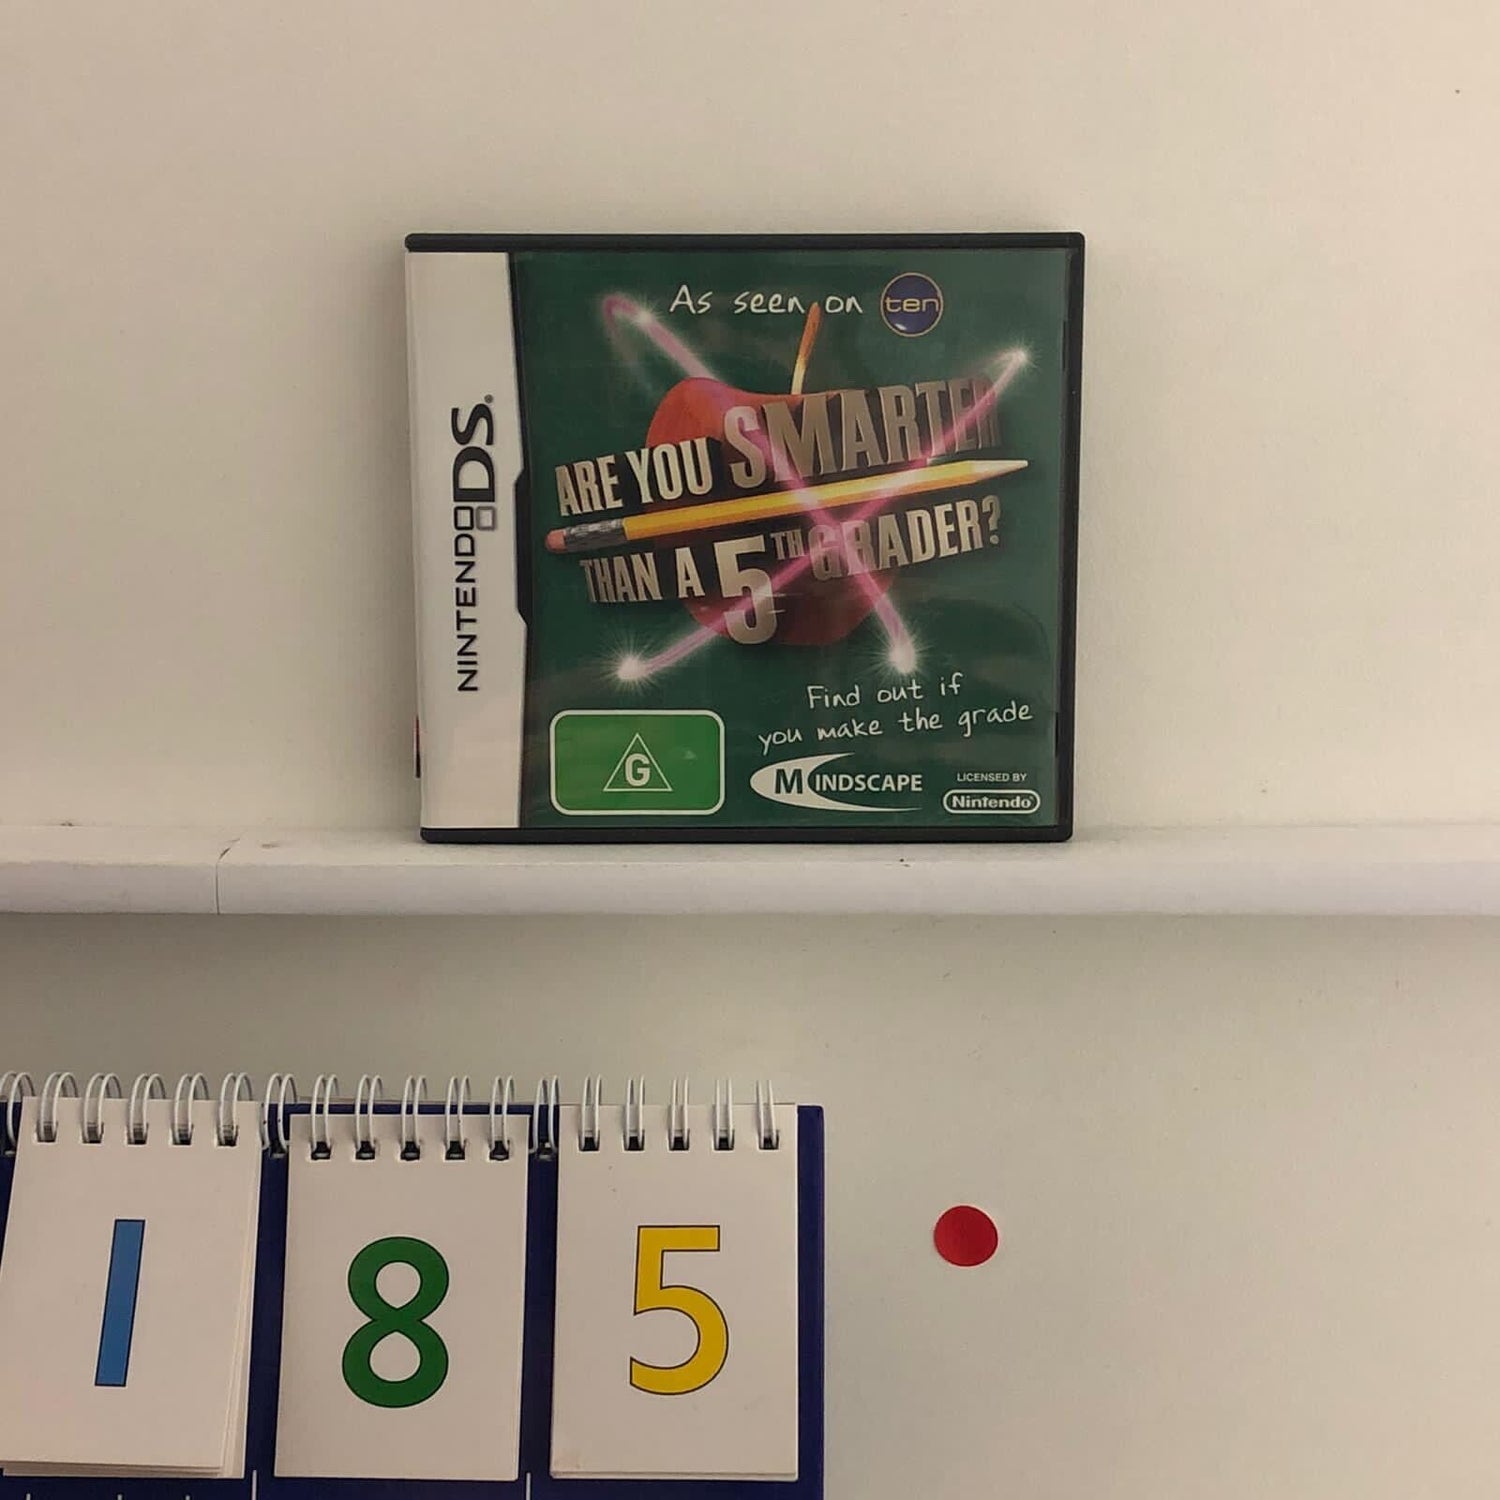 As seen on ten
ARE YOU SMARTER
THAN A 5TH GRADER?
NINTENDO DS®
Find out if
you make the grade
G
MINDSCAPE
LICENSED BY
Nintendo®
1 8 5